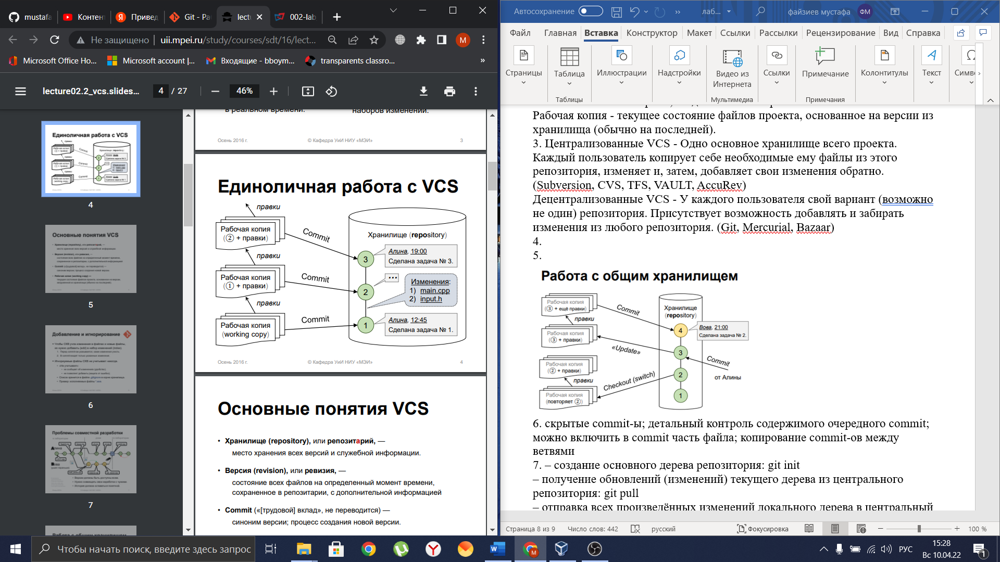 mustafa
Контен
Привед
Git - Pa
lectu
002-lab
Не защищено
uii.mpei.ru/study/courses/sdt/16/lect...
M
Microsoft Office Ho...
Microsoft account |...
Входящие - bboym...
transparents classro...
»
lecture02.2_vcs.slides...
4 / 27
46%
Единоличная работа с VCS
4
Основные понятия VCS
5
Добавление и игнорирование
6
Проблемы совместной разработки
7
в реальном времени.
наборов изменений.
Осень 2016 г.
© Кафедра УиИ НИУ «МЭИ»
3
Единоличная работа с VCS
правки
Рабочая копия
(② + правки)
Commit
правки
Рабочая копия
(① + правки)
Commit
правки
Рабочая копия
(working copy)
Commit
Хранилище (repository)
3
Алина, 19:00
Сделана задача № 3.
...
2
Изменения:
1) main.cpp
2) input.h
1
Алина, 12:45
Сделана задача № 1.
Осень 2016 г.
© Кафедра УиИ НИУ «МЭИ»
4
Основные понятия VCS
• Хранилище (repository), или репозитарий, —
место хранения всех версий и служебной информации.
• Версия (revision), или ревизия, —
состояние всех файлов на определенный момент времени,
сохраненное в репозитарии, с дополнительной информацией
• Commit («[трудовой] вклад», не переводится) —
синоним версии; процесс создания новой версии.
Автосохранение
»
лаб...
файзиев мустафа
ФМ
Файл
Главная
Вставка
Конструктор
Макет
Ссылки
Рассылки
Рецензирование
Вид
Справка
Страницы
Таблица
Иллюстрации
Надстройки
Видео из
Интернета
Ссылки
Примечание
Колонтитулы
Текст
Симво
Таблицы
Мультимедиа
Примечания
Рабочая копия - текущее состояние файлов проекта, основанное на версии из
хранилища (обычно на последней).
3. Централизованные VCS - Одно основное хранилище всего проекта.
Каждый пользователь копирует себе необходимые ему файлы из этого
репозитория, изменяет и, затем, добавляет свои изменения обратно.
(Subversion, CVS, TFS, VAULT, AccuRev)
Децентрализованные VCS - У каждого пользователя свой вариант (возможно
не один) репозитория. Присутствует возможность добавлять и забирать
изменения из любого репозитория. (Git, Mercurial, Bazaar)
4.
5.
Работа с общим хранилищем
Рабочая копия
(③ + ещё правки)
правки
Рабочая копия
(③ + правки)
Рабочая копия
(② + правки)
правки
Рабочая копия
(повторяет ②)
Commit
«Update»
Checkout (switch)
Хранилище
(repository)
4
Вова, 21:00
Сделана задача № 2.
3
Commit
от Алины
2
1
6. скрытые commit-ы; детальный контроль содержимого очередного commit;
можно включить в commit часть файла; копирование commit-ов между
ветвями
7. – создание основного дерева репозитория: git init
– получение обновлений (изменений) текущего дерева из центрального
репозитория: git pull
– отправка всех произведённых изменений локального дерева в центральный
Страница 8 из 9
Число слов: 442
русский
Фокусировка
100 %
Чтобы начать поиск, введите здесь запрос
РУС
15:28
Вс 10.04.22
1